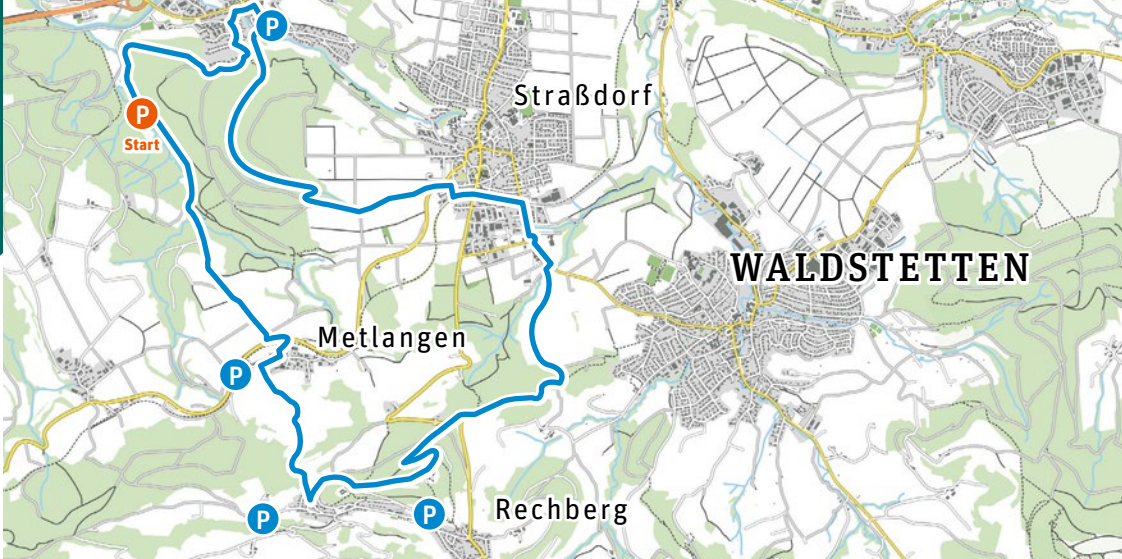 P
Straßdorf
P
Start
WALDSTETTEN
Metlangen
P
P
P
Rechberg